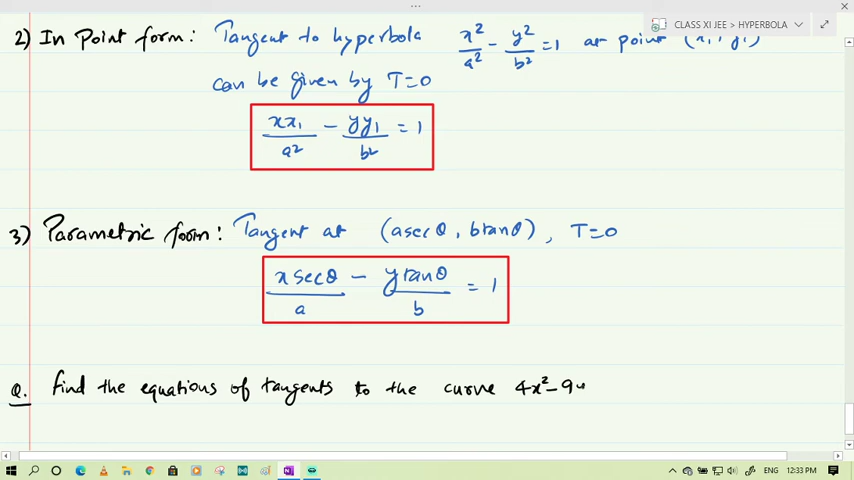 CLASS XI JEE > HYPERBOLA
2) In Point form: Tangent to hyperbola x²/a² - y²/b² = 1 at point (x₁, y₁)
can be given by T=0
xx₁/a² - yy₁/b² = 1
3) Parametric form: Tangent at (asecθ, btanθ), T=0
xsecθ/a - ytanθ/b = 1
Q. Find the equations of tangents to the curve 4x²-9
ENG 12:33 PM